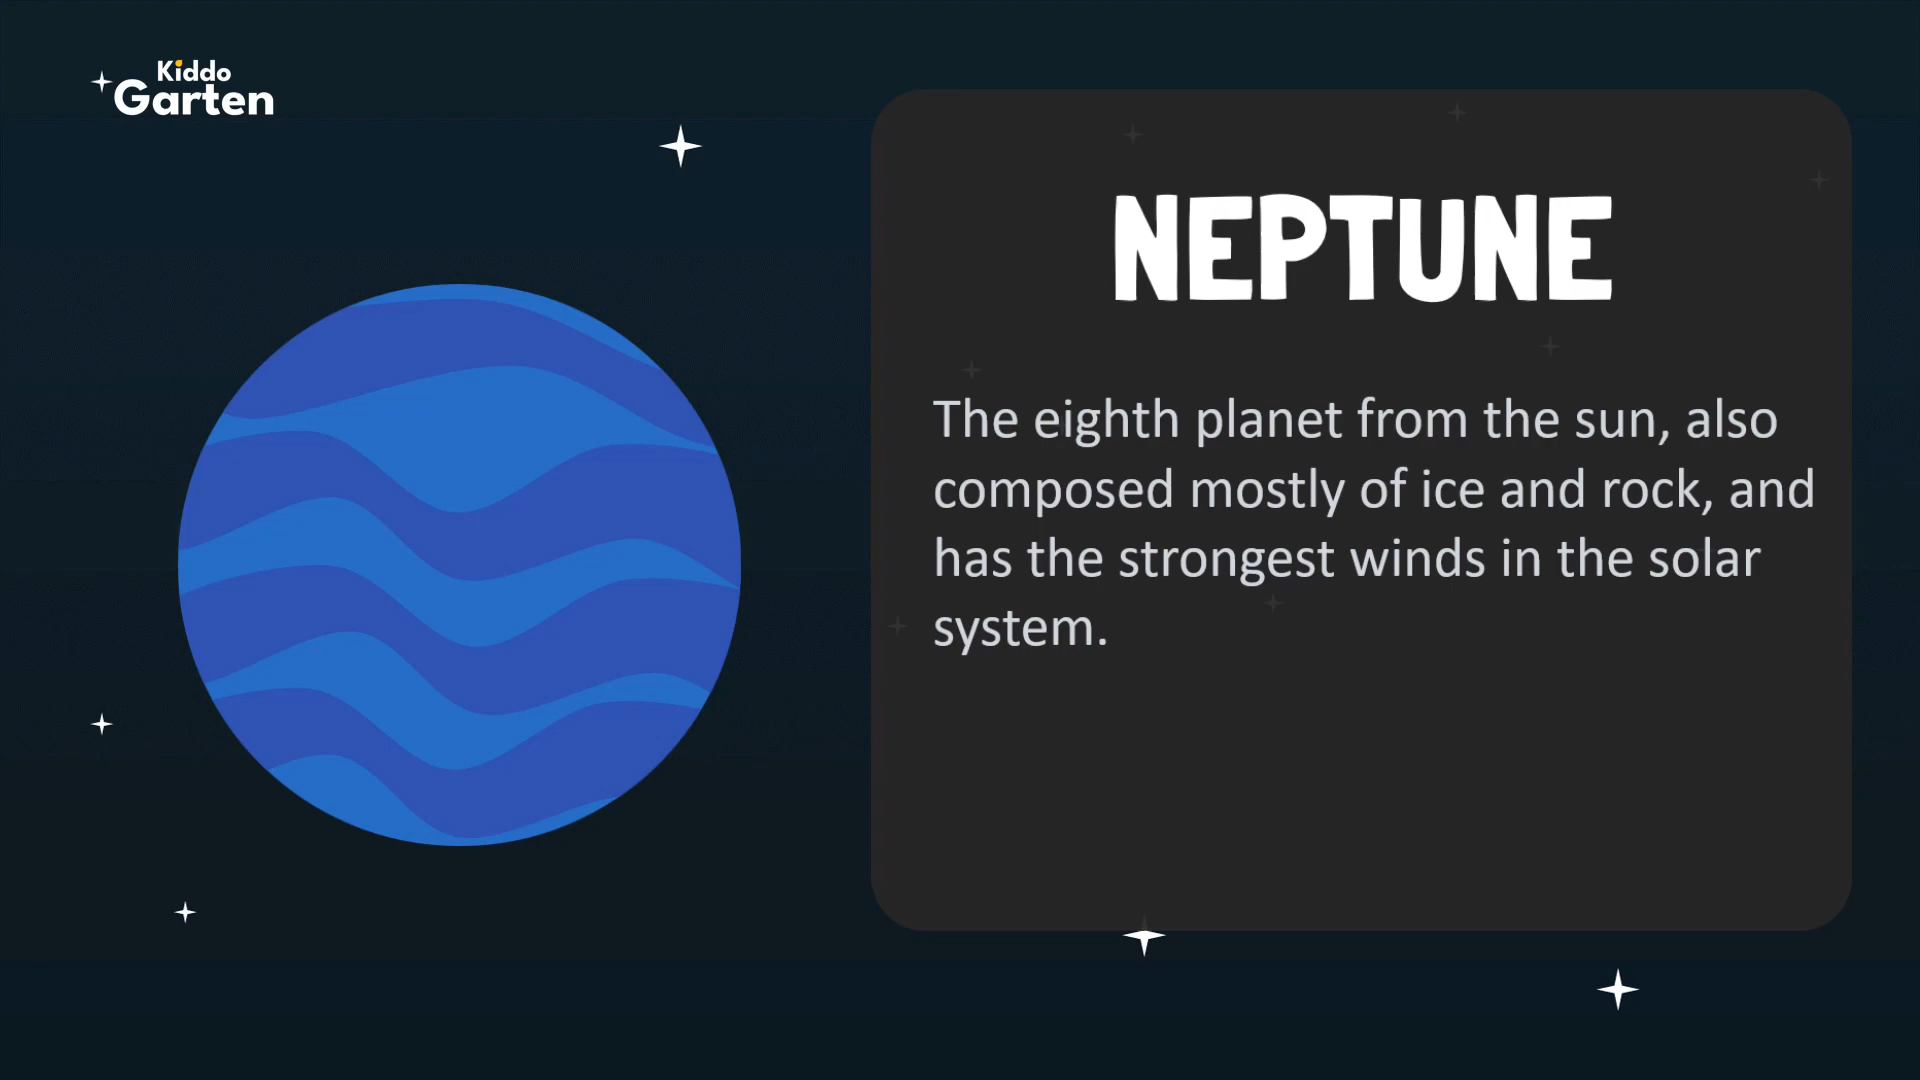 Kiddo
Garten
NEPTUNE
The eighth planet from the sun, also
composed mostly of ice and rock, and
has the strongest winds in the solar
system.